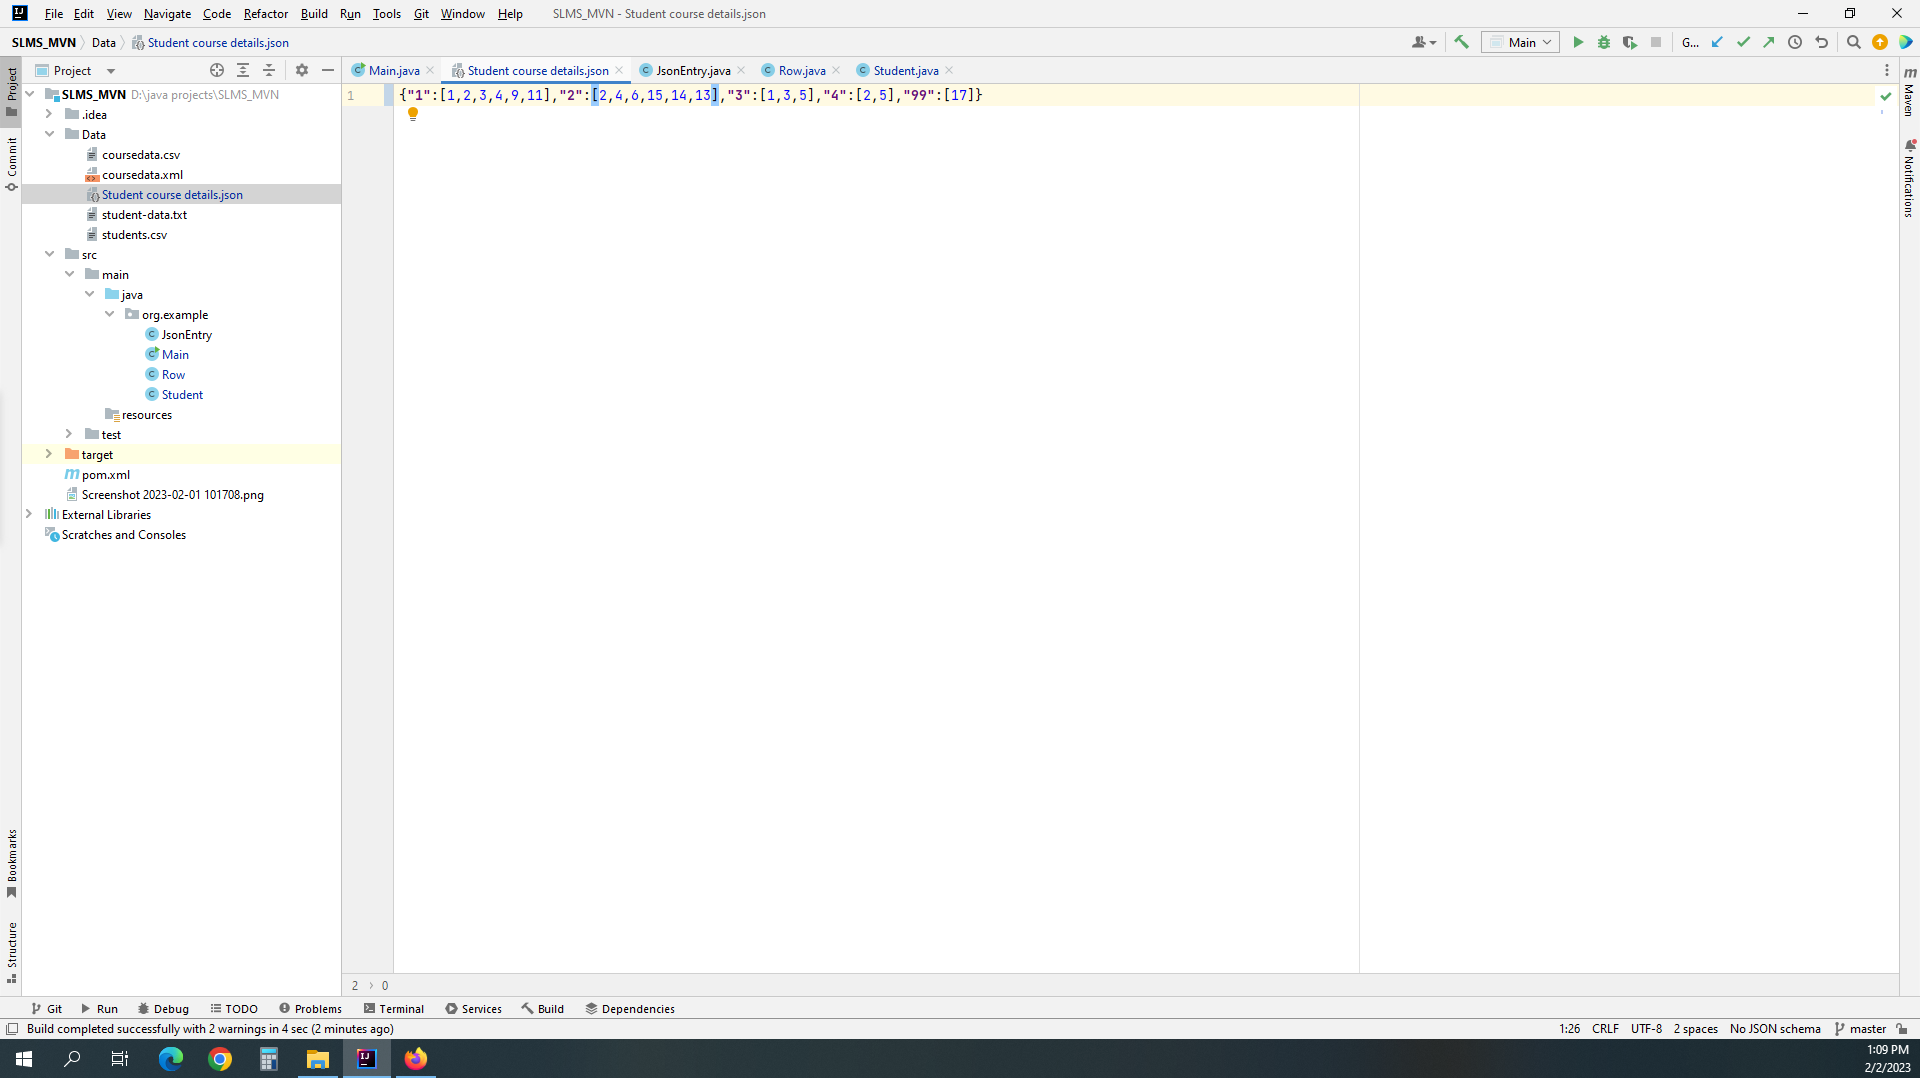 File Edit View Navigate Code Refactor Build Run Tools Git Window Help SLMS_MVN - Student course details.json
SLMS_MVN Data Student course details.json Main G...
Project Main.java Student course details.json JsonEntry.java Row.java Student.java
SLMS_MVN D:\java projects\SLMS_MVN
.idea
Data
coursedata.csv
coursedata.xml
Student course details.json
student-data.txt
students.csv
src
main
java
org.example
JsonEntry
Main
Row
Student
resources
test
target
pom.xml
Screenshot 2023-02-01 101708.png
External Libraries
Scratches and Consoles
1 {"1":[1,2,3,4,9,11],"2":[2,4,6,15,14,13],"3":[1,3,5],"4":[2,5],"99":[17]}
Project
Commit
Bookmarks
Structure
Maven
Notifications
2 › 0
Git Run Debug TODO Problems Terminal Services Build Dependencies
Build completed successfully with 2 warnings in 4 sec (2 minutes ago) 1:26 CRLF UTF-8 2 spaces No JSON schema master
1:09 PM
2/2/2023